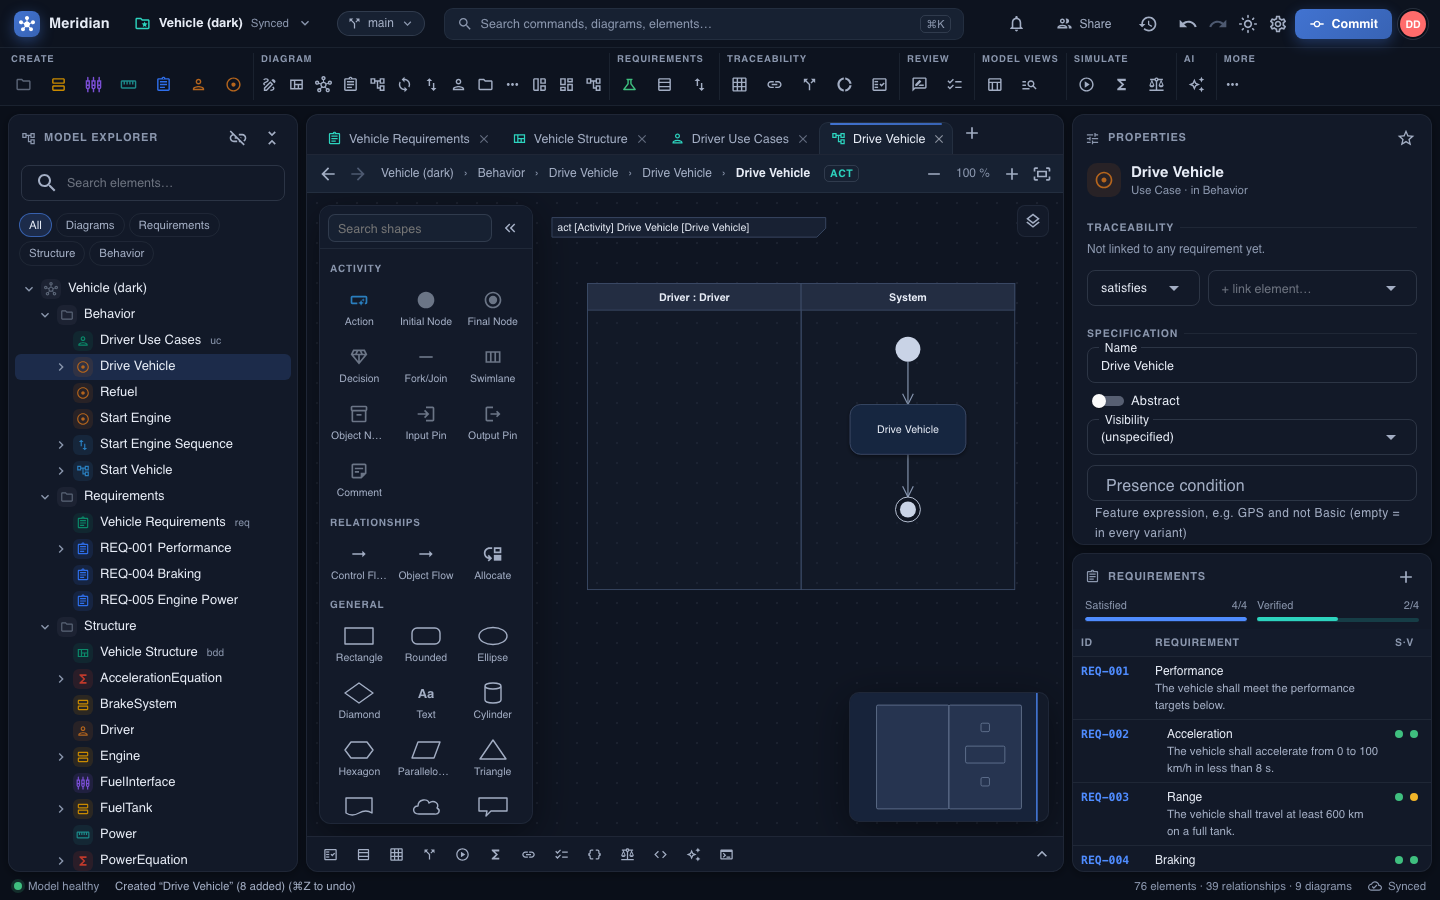 Meridian
Vehicle (dark) Synced
main
Search commands, diagrams, elements…
⌘K
Share
Commit
DD
CREATE
DIAGRAM
REQUIREMENTS
TRACEABILITY
REVIEW
MODEL VIEWS
SIMULATE
AI
MORE
MODEL EXPLORER
Search elements…
All
Diagrams
Requirements
Structure
Behavior
Vehicle (dark)
Behavior
Driver Use Cases uc
Drive Vehicle
Refuel
Start Engine
Start Engine Sequence
Start Vehicle
Requirements
Vehicle Requirements req
REQ-001 Performance
REQ-004 Braking
REQ-005 Engine Power
Structure
Vehicle Structure bdd
AccelerationEquation
BrakeSystem
Driver
Engine
FuelInterface
FuelTank
Power
PowerEquation
Vehicle Requirements
Vehicle Structure
Driver Use Cases
Drive Vehicle
Vehicle (dark) › Behavior › Drive Vehicle › Drive Vehicle › Drive Vehicle ACT
100 %
Search shapes
ACTIVITY
Action
Initial Node
Final Node
Decision
Fork/Join
Swimlane
Object N…
Input Pin
Output Pin
Comment
RELATIONSHIPS
Control Fl…
Object Flow
Allocate
GENERAL
Rectangle
Rounded
Ellipse
Diamond
Aa
Text
Cylinder
Hexagon
Parallelo…
Triangle
act [Activity] Drive Vehicle [Drive Vehicle]
Driver : Driver
System
Drive Vehicle
PROPERTIES
Drive Vehicle
Use Case · in Behavior
TRACEABILITY
Not linked to any requirement yet.
satisfies
+ link element…
SPECIFICATION
Name
Drive Vehicle
Abstract
Visibility
(unspecified)
Presence condition
Feature expression, e.g. GPS and not Basic (empty =
in every variant)
REQUIREMENTS
Satisfied 4/4
Verified 2/4
ID REQUIREMENT S·V
REQ-001 Performance
The vehicle shall meet the performance
targets below.
REQ-002 Acceleration
The vehicle shall accelerate from 0 to 100
km/h in less than 8 s.
REQ-003 Range
The vehicle shall travel at least 600 km
on a full tank.
REQ-004 Braking
Model healthy
Created “Drive Vehicle” (8 added) (⌘Z to undo)
76 elements · 39 relationships · 9 diagrams
Synced